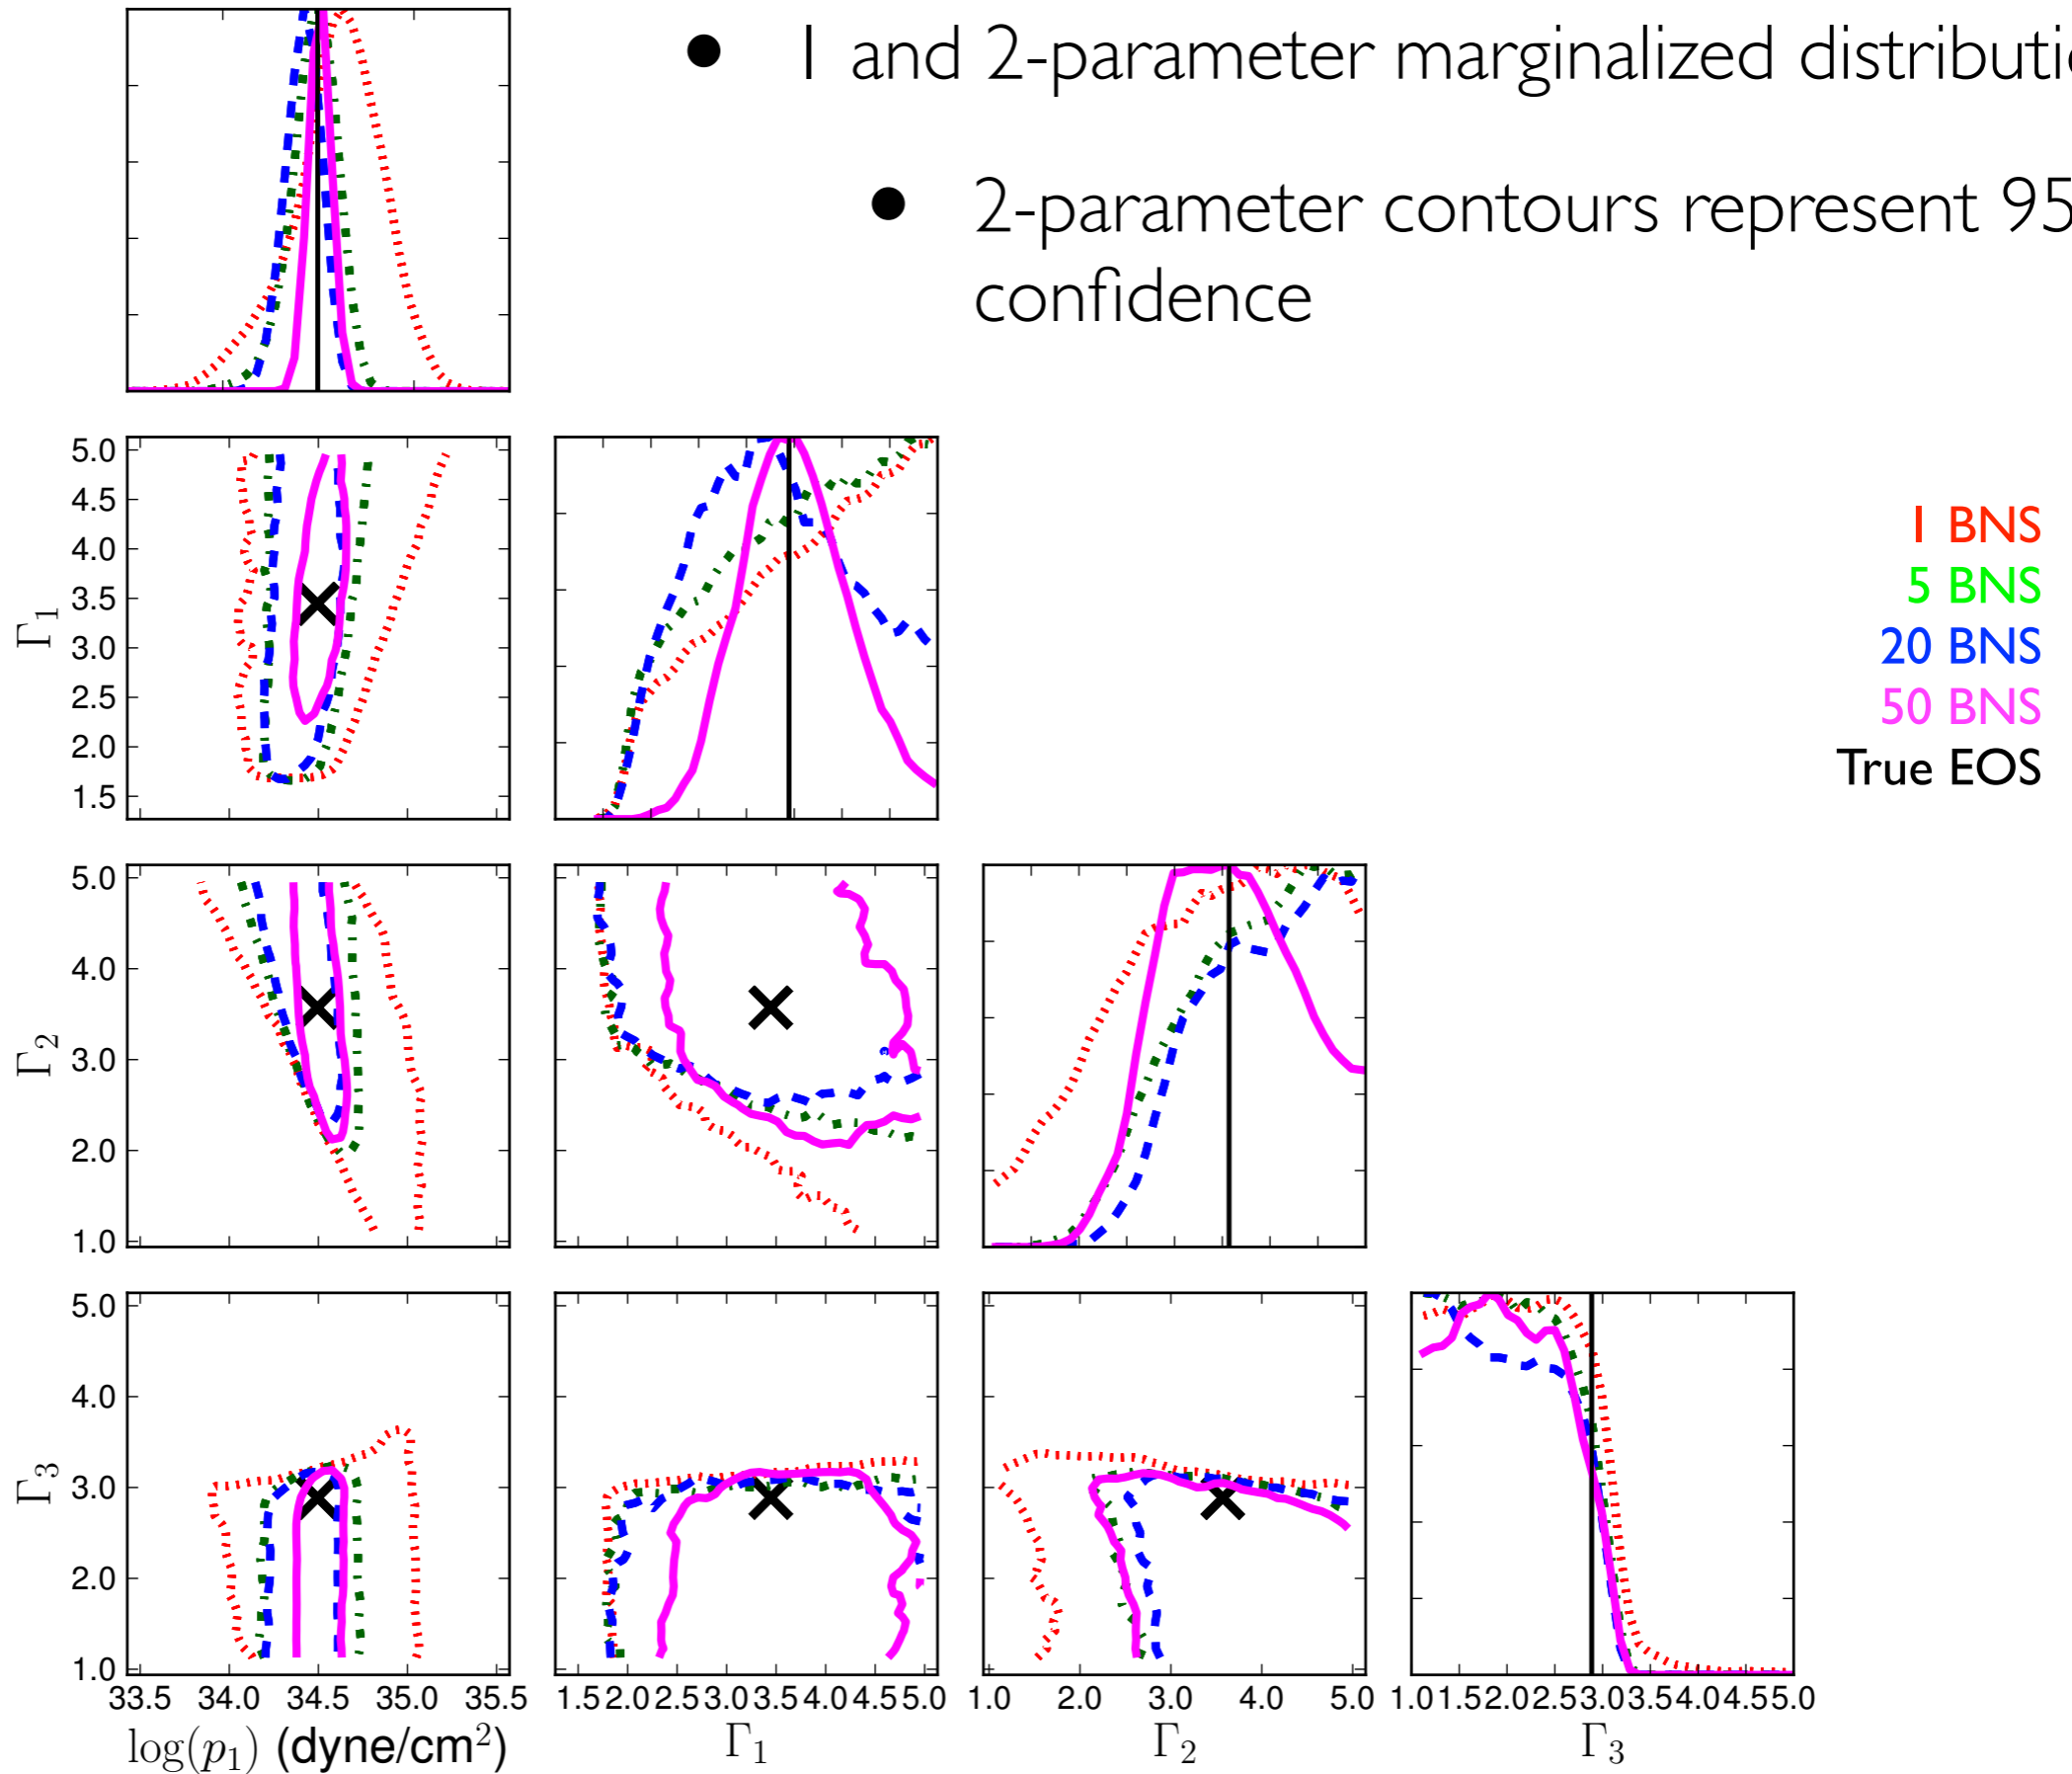 • 1 and 2-parameter marginalized distributi
• 2-parameter contours represent 95
confidence
5.0
4.5
4.0
3.5
3.0
2.5
2.0
1.5
Γ1
1 BNS
5 BNS
20 BNS
50 BNS
True EOS
5.0
4.0
3.0
2.0
1.0
Γ2
5.0
4.0
3.0
2.0
1.0
Γ3
33.5 34.0 34.5 35.0 35.5 1.5 2.0 2.5 3.0 3.5 4.0 4.5 5.0 1.0 2.0 3.0 4.0 5.0 1.0 1.5 2.0 2.5 3.0 3.5 4.0 4.5 5.0
log(p1) (dyne/cm²) Γ1 Γ2 Γ3